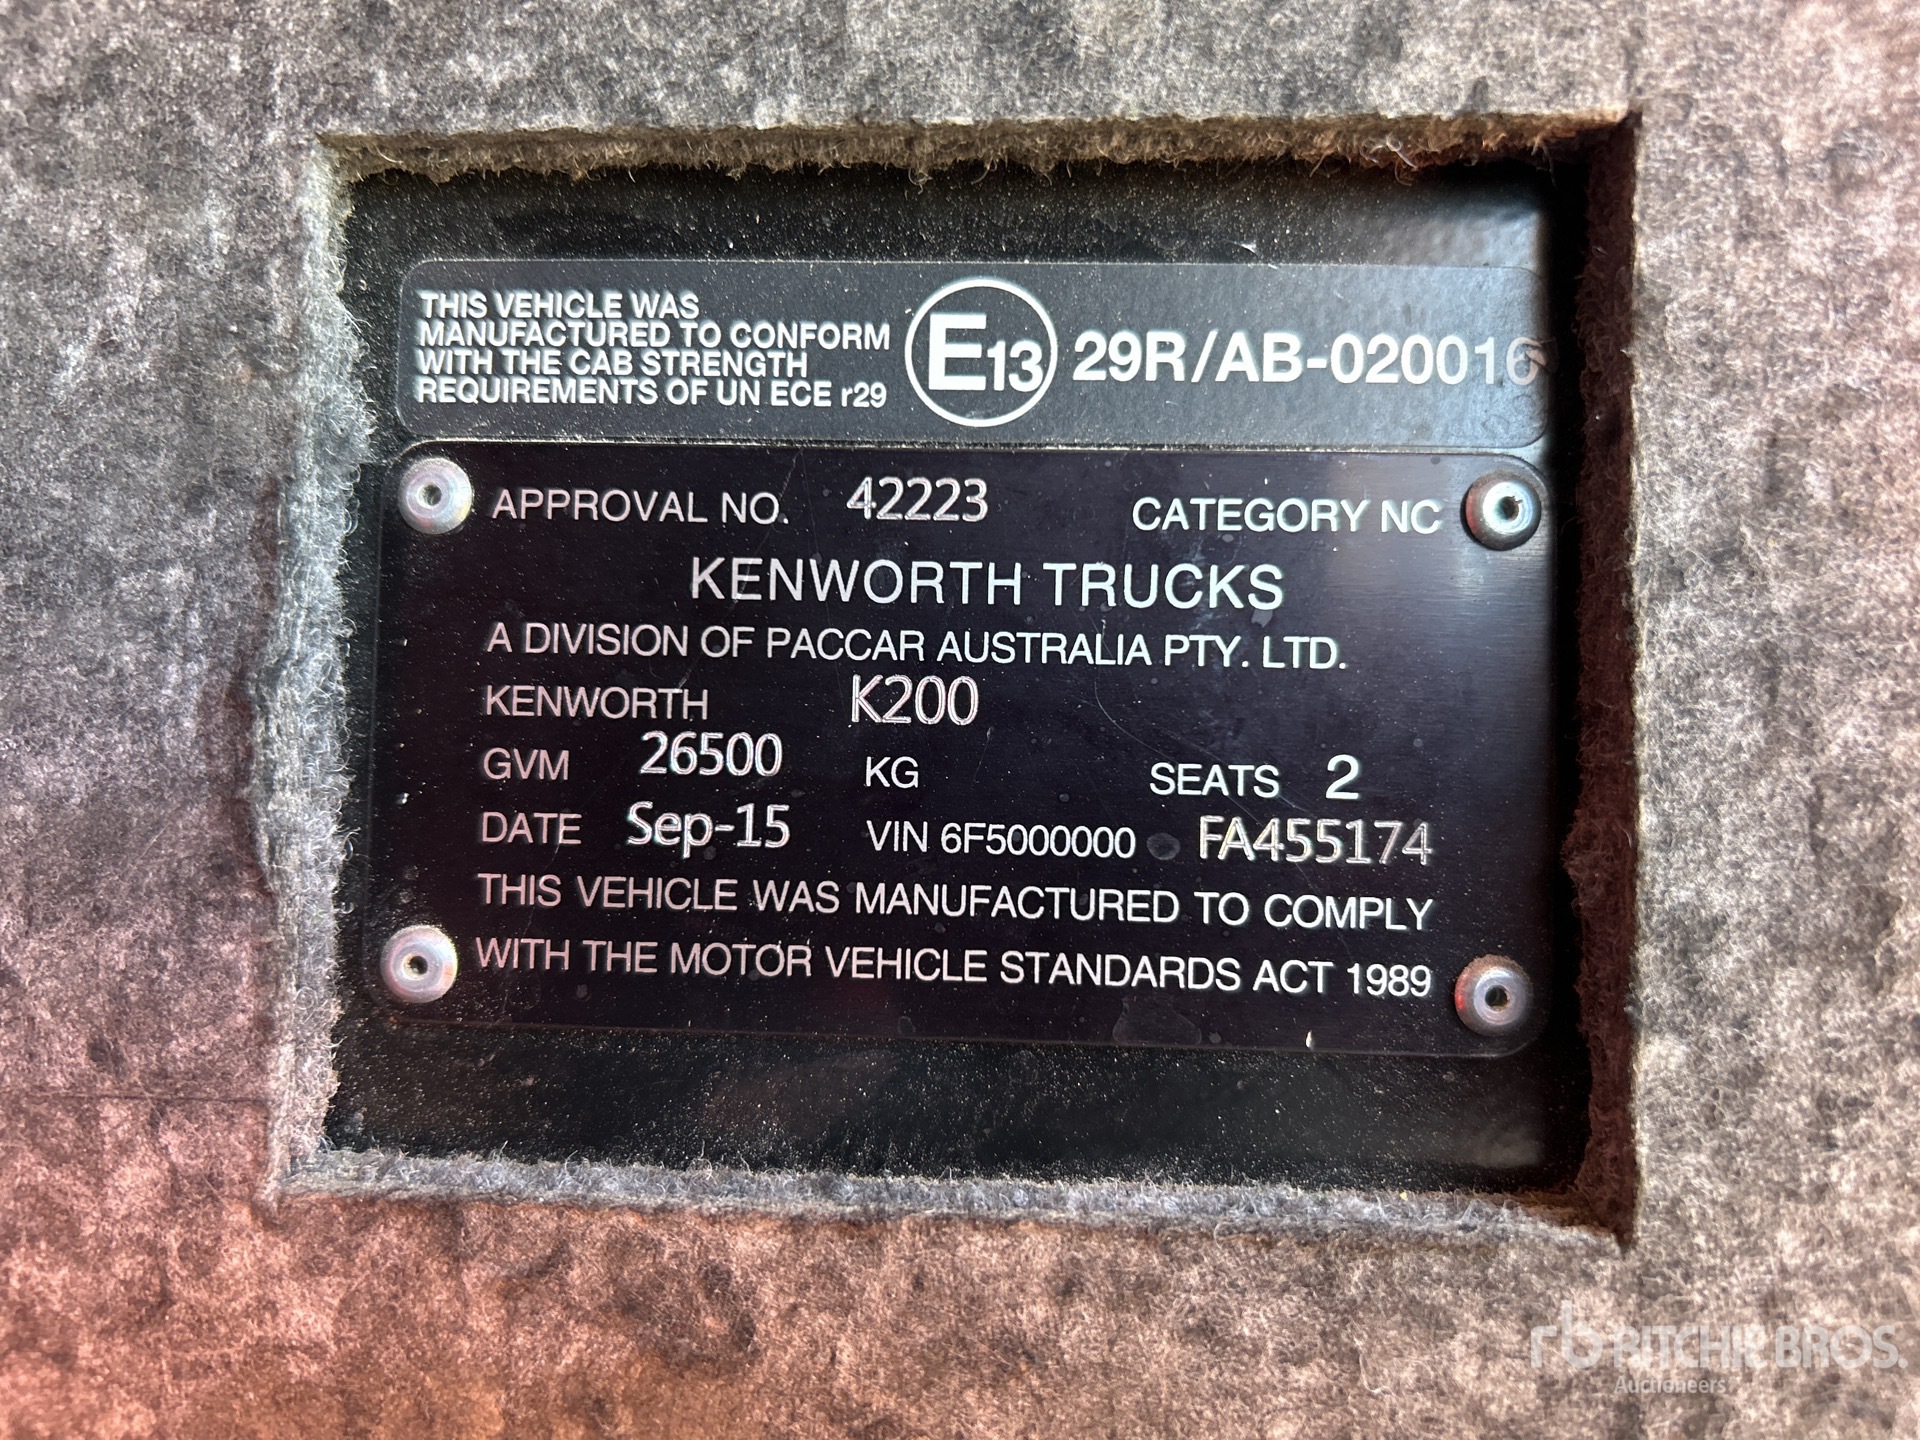 THIS VEHICLE WAS
MANUFACTURED TO CONFORM
WITH THE CAB STRENGTH
REQUIREMENTS OF UN ECE r29
E13 29R/AB-020016
APPROVAL NO. 42223 CATEGORY NC
KENWORTH TRUCKS
A DIVISION OF PACCAR AUSTRALIA PTY. LTD.
KENWORTH K200
GVM 26500 KG SEATS 2
DATE Sep-15 VIN 6F5000000 FA455174
THIS VEHICLE WAS MANUFACTURED TO COMPLY
WITH THE MOTOR VEHICLE STANDARDS ACT 1989
rb RITCHIE BROS.
Auctioneers